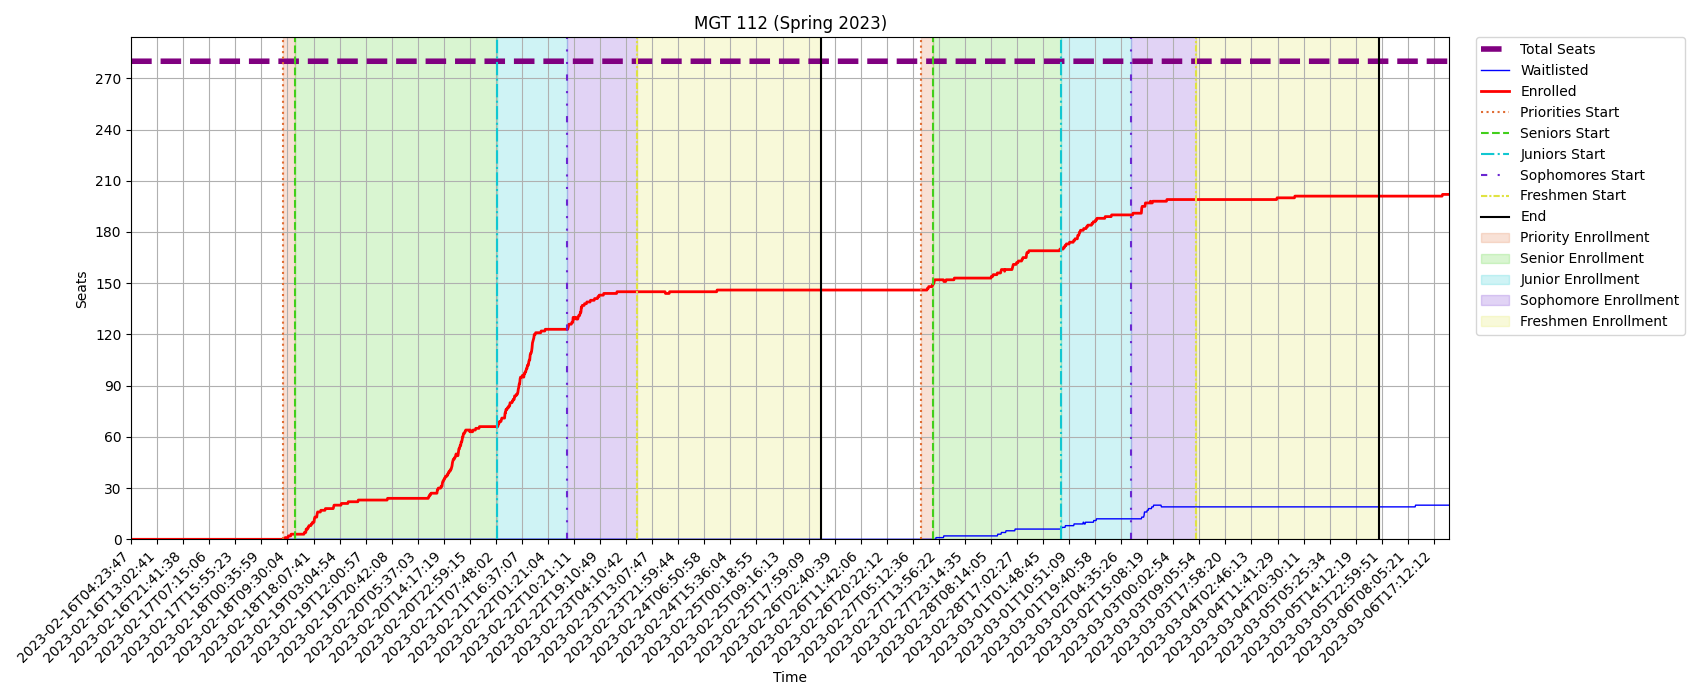 MGT 112 (Spring 2023)
Seats
270
240
210
180
150
120
90
60
30
0
2023-02-16T04:23:47
2023-02-16T13:02:41
2023-02-16T21:41:38
2023-02-17T07:15:06
2023-02-17T15:55:23
2023-02-18T00:35:59
2023-02-18T09:30:04
2023-02-18T18:07:41
2023-02-19T03:04:54
2023-02-19T12:00:57
2023-02-19T20:42:08
2023-02-20T05:37:03
2023-02-20T14:17:19
2023-02-20T22:59:15
2023-02-21T07:48:02
2023-02-21T16:37:07
2023-02-22T01:21:04
2023-02-22T10:21:11
2023-02-22T19:10:49
2023-02-23T04:10:42
2023-02-23T13:07:47
2023-02-23T21:59:44
2023-02-24T06:50:58
2023-02-24T15:36:04
2023-02-25T00:18:55
2023-02-25T09:16:13
2023-02-25T17:59:09
2023-02-26T02:40:39
2023-02-26T11:42:06
2023-02-26T20:22:12
2023-02-27T05:12:36
2023-02-27T13:56:22
2023-02-27T23:14:35
2023-02-28T08:14:05
2023-02-28T17:02:27
2023-03-01T01:48:45
2023-03-01T10:51:09
2023-03-01T19:40:58
2023-03-02T04:35:26
2023-03-02T15:08:19
2023-03-03T00:02:54
2023-03-03T09:05:54
2023-03-03T17:58:20
2023-03-04T02:46:13
2023-03-04T11:41:29
2023-03-04T20:30:11
2023-03-05T05:25:34
2023-03-05T14:12:19
2023-03-05T22:59:51
2023-03-06T08:05:21
2023-03-06T17:12:12
Time
Total Seats
Waitlisted
Enrolled
Priorities Start
Seniors Start
Juniors Start
Sophomores Start
Freshmen Start
End
Priority Enrollment
Senior Enrollment
Junior Enrollment
Sophomore Enrollment
Freshmen Enrollment